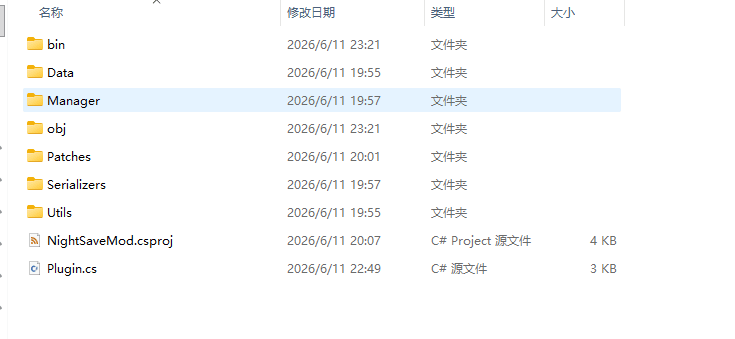 名称 修改日期 类型 大小
bin 2026/6/11 23:21 文件夹
Data 2026/6/11 19:55 文件夹
Manager 2026/6/11 19:57 文件夹
obj 2026/6/11 23:21 文件夹
Patches 2026/6/11 20:01 文件夹
Serializers 2026/6/11 19:57 文件夹
Utils 2026/6/11 19:55 文件夹
NightSaveMod.csproj 2026/6/11 20:07 C# Project 源文件 4 KB
Plugin.cs 2026/6/11 22:49 C# 源文件 3 KB